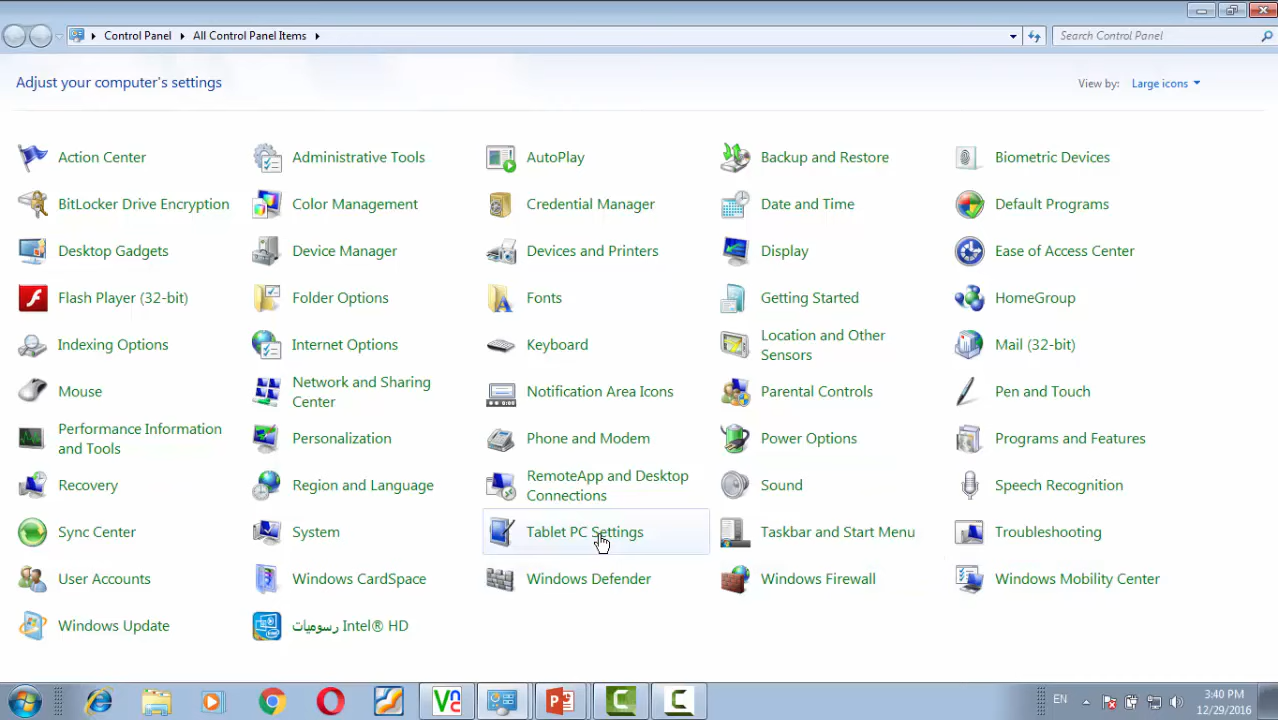 Control Panel All Control Panel Items
Search Control Panel
Adjust your computer's settings
View by: Large icons
Action Center
Administrative Tools
AutoPlay
Backup and Restore
Biometric Devices
BitLocker Drive Encryption
Color Management
Credential Manager
Date and Time
Default Programs
Desktop Gadgets
Device Manager
Devices and Printers
Display
Ease of Access Center
Flash Player (32-bit)
Folder Options
Fonts
Getting Started
HomeGroup
Indexing Options
Internet Options
Keyboard
Location and Other
Sensors
Mail (32-bit)
Mouse
Network and Sharing
Center
Notification Area Icons
Parental Controls
Pen and Touch
Performance Information
and Tools
Personalization
Phone and Modem
Power Options
Programs and Features
Recovery
Region and Language
RemoteApp and Desktop
Connections
Sound
Speech Recognition
Sync Center
System
Tablet PC Settings
Taskbar and Start Menu
Troubleshooting
User Accounts
Windows CardSpace
Windows Defender
Windows Firewall
Windows Mobility Center
Windows Update
رسوميات Intel® HD
EN
3:40 PM
12/29/2016